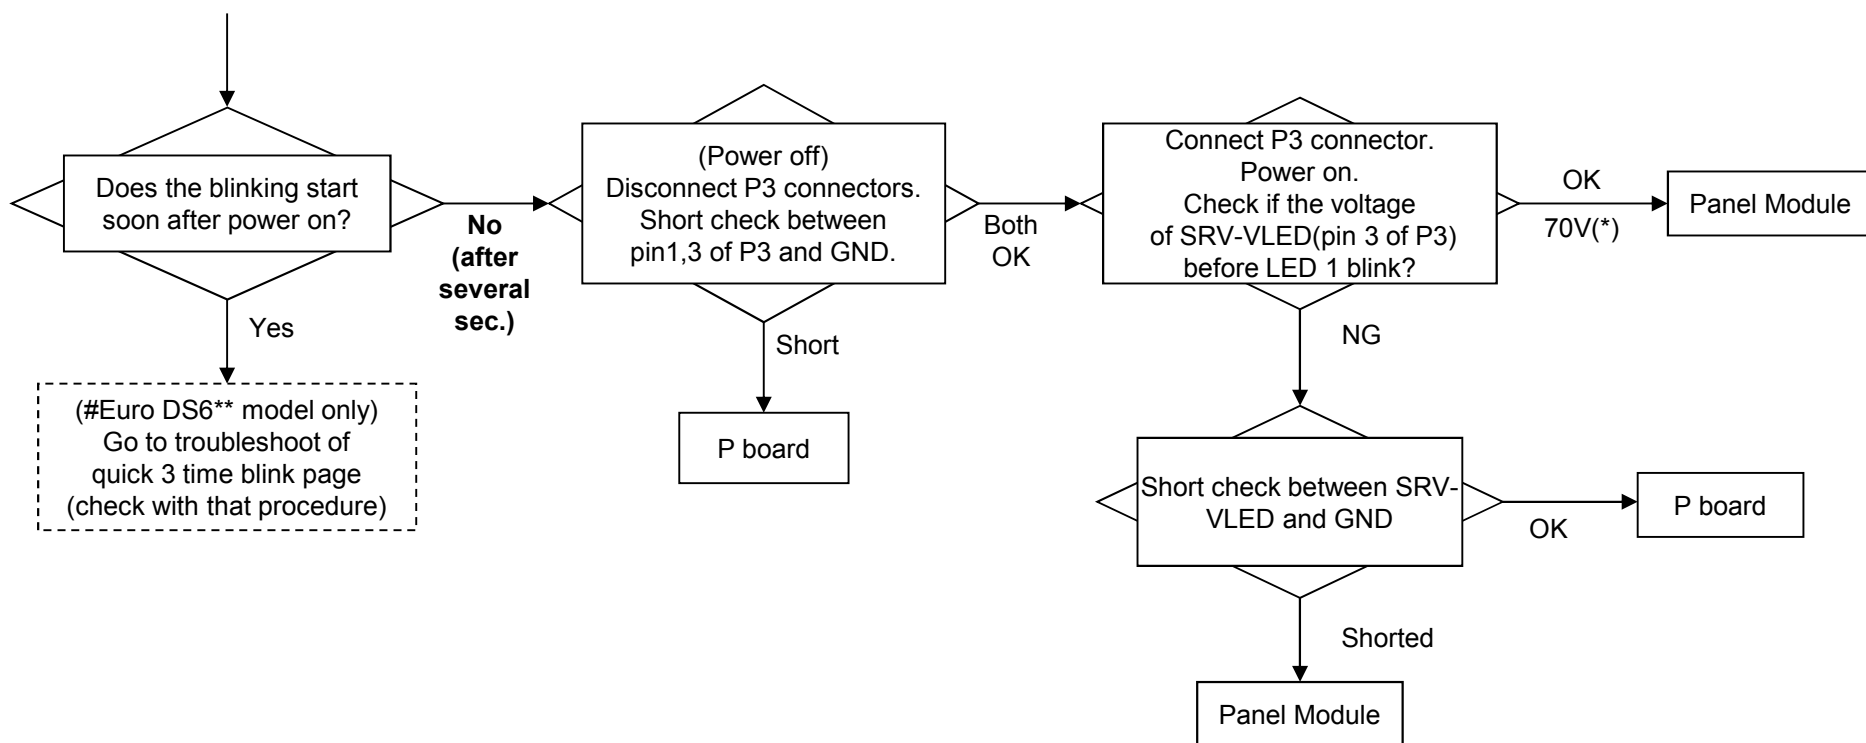 Does the blinking start
soon after power on?
No
(after
several
sec.)
Yes
(#Euro DS6** model only)
Go to troubleshoot of
quick 3 time blink page
(check with that procedure)
(Power off)
Disconnect P3 connectors.
Short check between
pin1,3 of P3 and GND.
Both
OK
Short
P board
Connect P3 connector.
Power on.
Check if the voltage
of SRV-VLED(pin 3 of P3)
before LED 1 blink?
OK
70V(*)
Panel Module
NG
Short check between SRV-
VLED and GND
OK
P board
Shorted
Panel Module